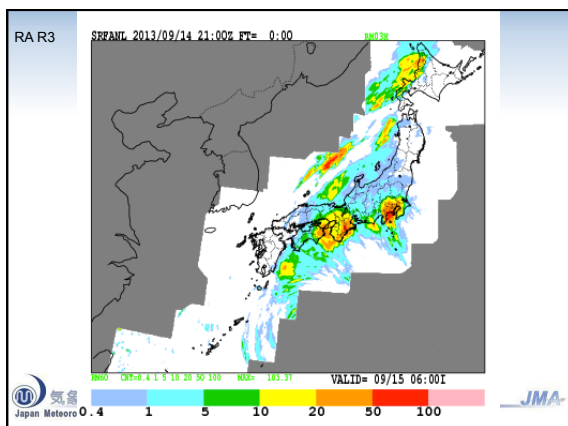 RA R3
SRFANL 2013/09/14 21:00Z FT= 0:00
RM03H
RM60 CNT=0.4 1 5 10 20 50 100 MAX= 103.37
VALID= 09/15 06:00I
0.4 1 5 10 20 50 100
気象
Japan Meteoro
JMA